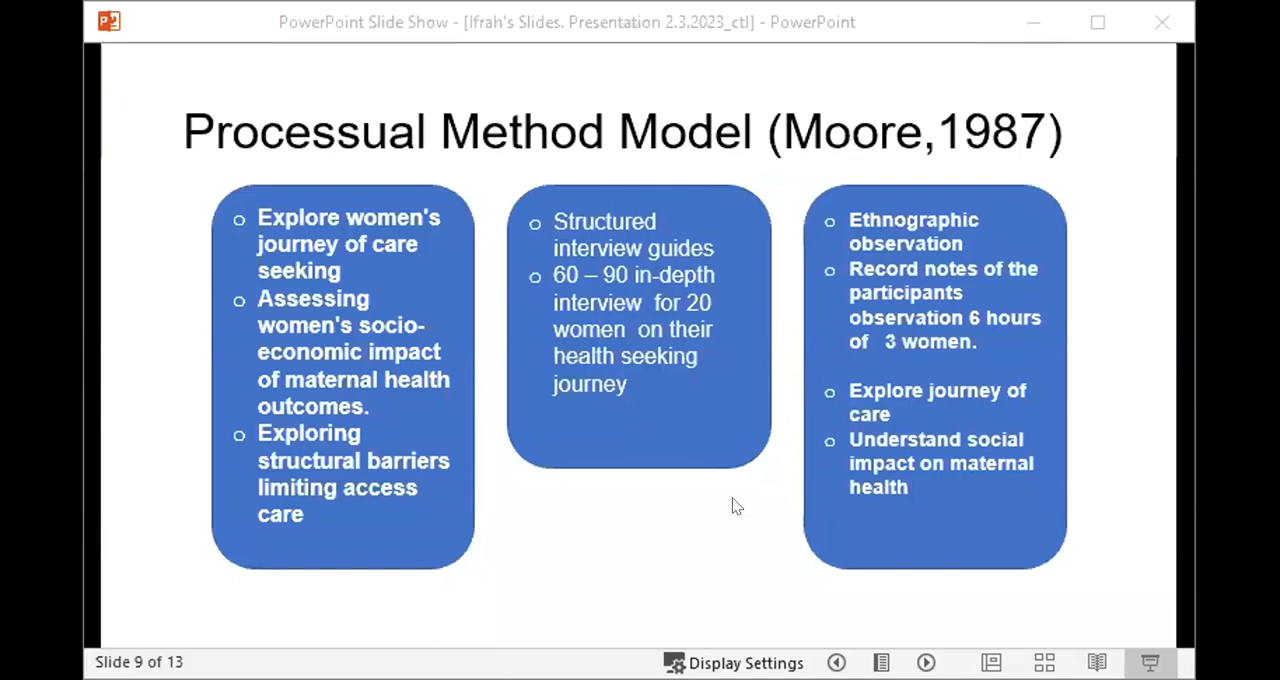 PowerPoint Slide Show - [Ifrah's Slides. Presentation 2.3.2023_ctl] - PowerPoint
Processual Method Model (Moore,1987)
Explore women's
journey of care
seeking
Assessing
women's socio-
economic impact
of maternal health
outcomes.
Exploring
structural barriers
limiting access
care
Structured
interview guides
60 – 90 in-depth
interview for 20
women on their
health seeking
journey
Ethnographic
observation
Record notes of the
participants
observation 6 hours
of 3 women.
Explore journey of
care
Understand social
impact on maternal
health
Slide 9 of 13
Display Settings